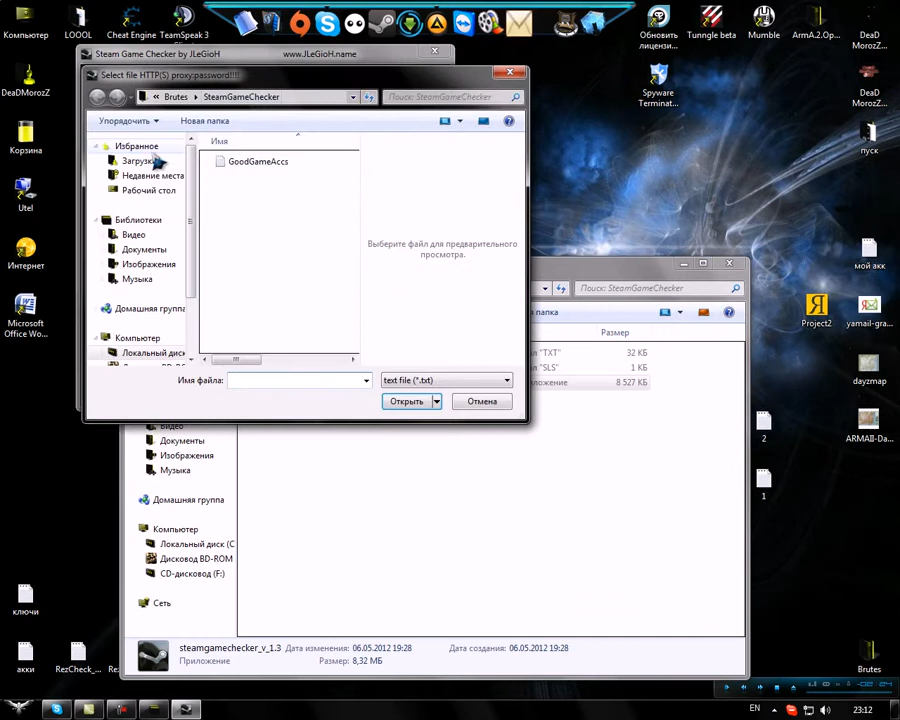 Компьютер
LOOOL
Cheat Engine
TeamSpeak 3
Обновить
лицензи...
Tunngle beta
Mumble
ArmA.2.Op...
DeaD
MorozZ...
DeaDMorozZ
Корзина
Utel
Интернет
Microsoft
Office Wo...
ключи
акки
RezCheck_...
Spyware
Terminat...
DeaD
MorozZ...
пуск
мой акк
Project2
yamail-gra...
dayzmap
2
ARMAII-Da...
1
Brutes
Steam Game Checker by JLeGioH
www.JLeGioH.name
Select file HTTP(S) proxy:password!!!!
« Brutes
SteamGameChecker
Поиск: SteamGameChecker
Упорядочить
Новая папка
Имя
Избранное
Загрузки
Недавние места
Рабочий стол
Библиотеки
Видео
Документы
Изображения
Музыка
Домашняя группа
Компьютер
Локальный диск
GoodGameAccs
Выберите файл для предварительного
просмотра.
Имя файла:
text file (*.txt)
Открыть
Отмена
Поиск: SteamGameChecker
папка
Размер
"TXT"
32 КБ
"SLS"
1 КБ
8 527 КБ
Видео
Документы
Изображения
Музыка
Домашняя группа
Компьютер
Локальный диск (C
Дисковод BD-ROM
CD-дисковод (F:)
Сеть
steamgamechecker_v_1.3
Дата изменения: 06.05.2012 19:28
Дата создания: 06.05.2012 19:28
Приложение
Размер: 8,32 МБ
EN
23:12